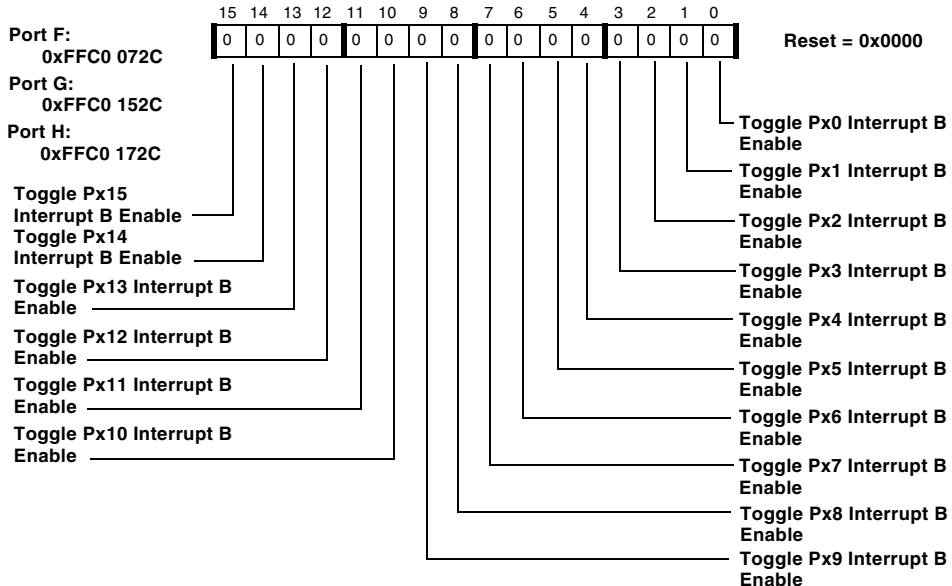 15 14 13 12 11 10 9 8 7 6 5 4 3 2 1 0
0 0 0 0 0 0 0 0 0 0 0 0 0 0 0 0
Reset = 0x0000
Port F:
0xFFC0 072C
Port G:
0xFFC0 152C
Port H:
0xFFC0 172C
Toggle Px15
Interrupt B Enable
Toggle Px14
Interrupt B Enable
Toggle Px13 Interrupt B
Enable
Toggle Px12 Interrupt B
Enable
Toggle Px11 Interrupt B
Enable
Toggle Px10 Interrupt B
Enable
Toggle Px0 Interrupt B
Enable
Toggle Px1 Interrupt B
Enable
Toggle Px2 Interrupt B
Enable
Toggle Px3 Interrupt B
Enable
Toggle Px4 Interrupt B
Enable
Toggle Px5 Interrupt B
Enable
Toggle Px6 Interrupt B
Enable
Toggle Px7 Interrupt B
Enable
Toggle Px8 Interrupt B
Enable
Toggle Px9 Interrupt B
Enable